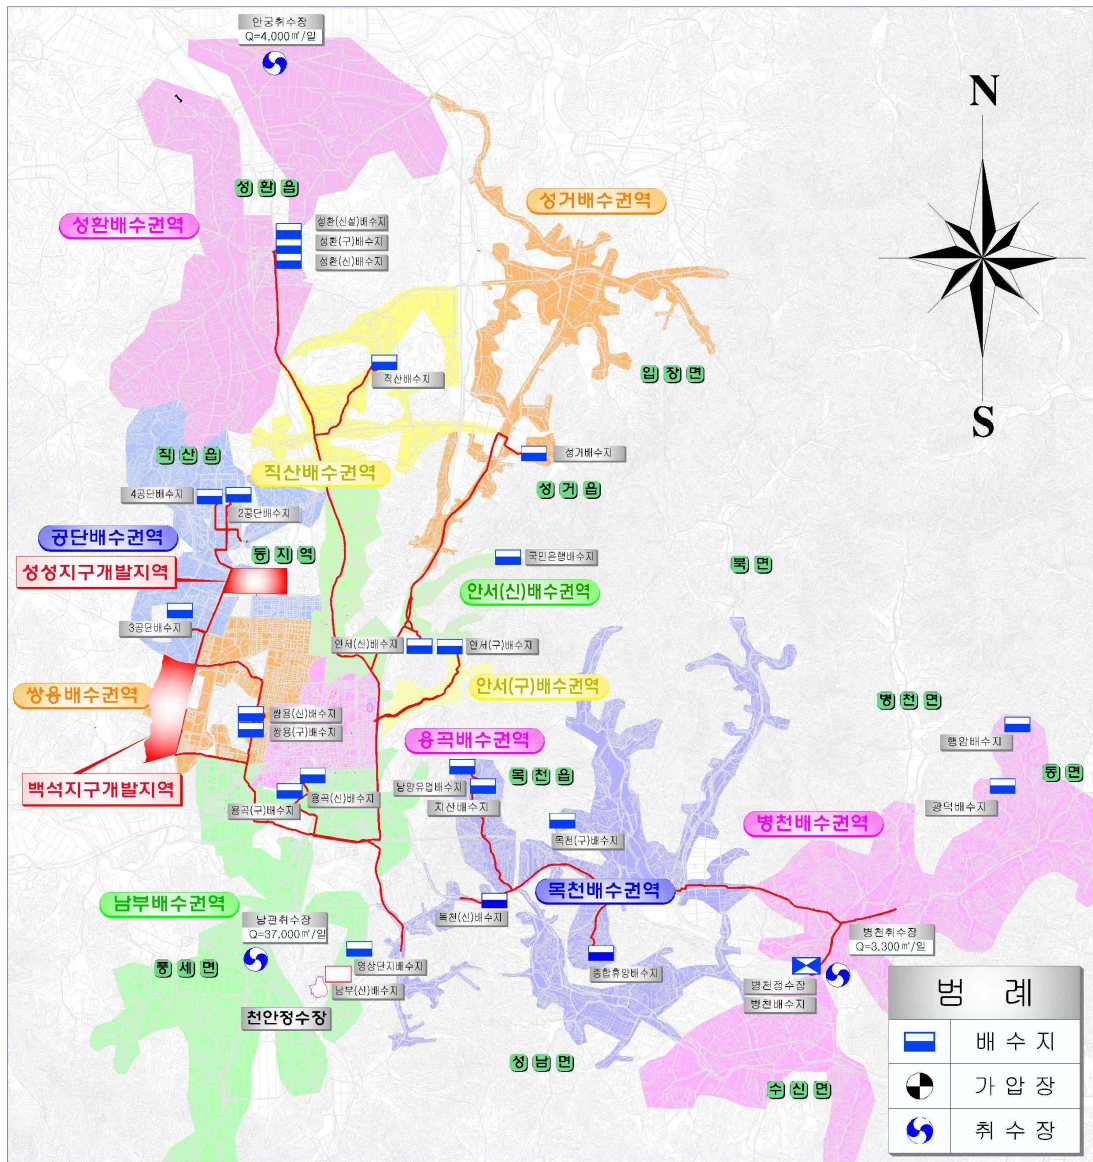 안궁취수장
Q=4,000㎥/일
N
S
성환읍
성환배수권역
성거배수권역
성환(신설)배수지
성환(구)배수지
성환(신)배수지
직산배수지
입장면
직산읍
직산배수권역
성거배수지
성거읍
4공단배수지
2공단배수지
공단배수권역
동지역
국민은행배수지
북면
성성지구개발지역
안서(신)배수권역
3공단배수지
안서(신)배수지
안서(구)배수지
쌍용배수권역
안서(구)배수권역
병천면
쌍용(신)배수지
쌍용(구)배수지
용곡배수권역
행암배수지
백석지구개발지역
남양유업배수지
목천읍
동면
용곡(구)배수지
용곡(신)배수지
지산배수지
광덕배수지
목천(구)배수지
병천배수권역
목천배수권역
남부배수권역
목천(신)배수지
남관취수장
Q=37,000㎥/일
병천취수장
Q=3,300㎥/일
풍세면
영상단지배수지
종합휴양배수지
남부(신)배수지
병천정수장
병천배수지
천안정수장
성남면
수신면
범 례
배 수 지
가 압 장
취 수 장